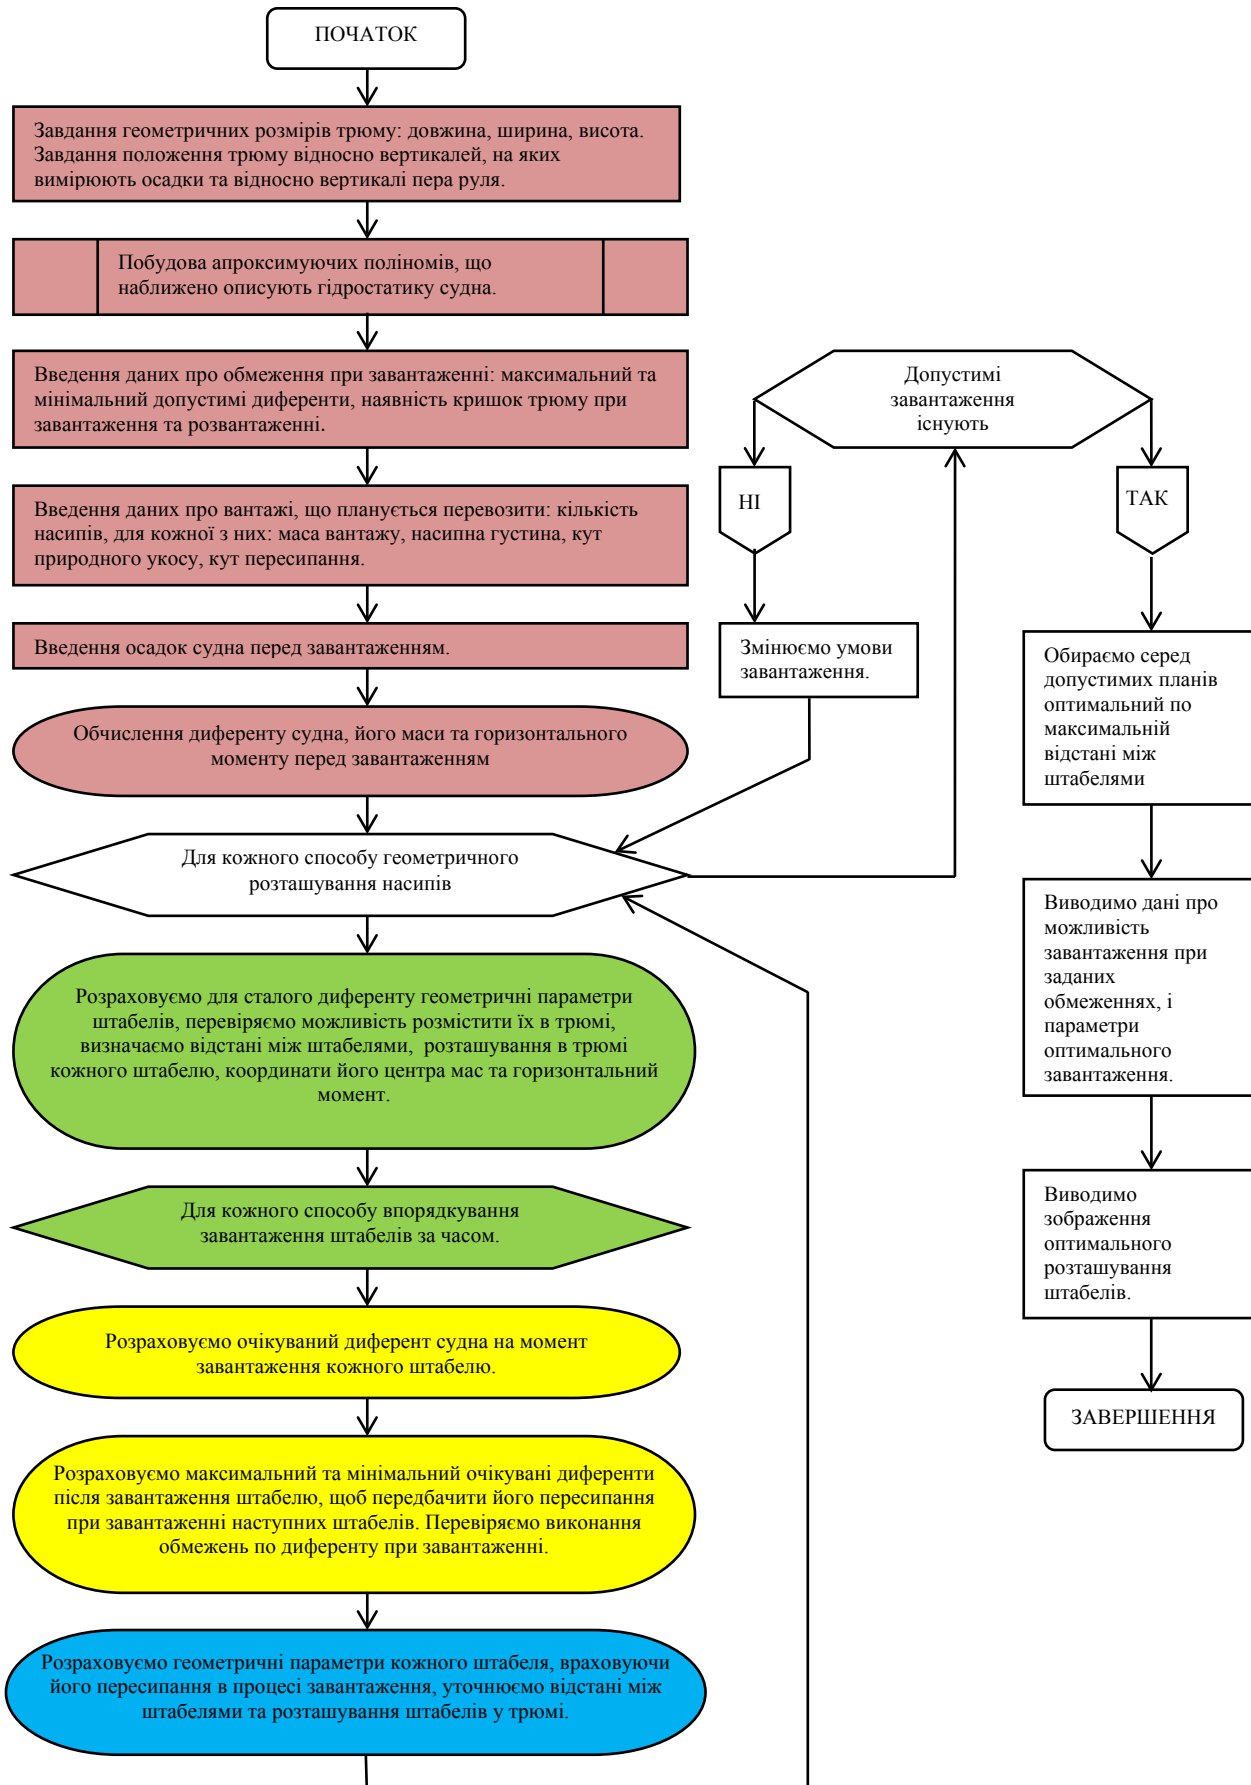 ПОЧАТОК
Завдання геометричних розмірів трюму: довжина, ширина, висота.
Завдання положення трюму відносно вертикалей, на яких
вимірюють осадки та відносно вертикалі пера руля.
Побудова апроксимуючих поліномів, що
наближено описують гідростатику судна.
Введення даних про обмеження при завантаженні: максимальний та
мінімальний допустимі диференти, наявність кришок трюму при
завантаження та розвантаженні.
Введення даних про вантажі, що планується перевозити: кількість
насипів, для кожної з них: маса вантажу, насипна густина, кут
природного укосу, кут пересипання.
Введення осадок судна перед завантаженням.
Обчислення диференту судна, його маси та горизонтального
моменту перед завантаженням
Для кожного способу геометричного
розташування насипів
Розраховуємо для сталого диференту геометричні параметри
штабелів, перевіряємо можливість розмістити їх в трюмі,
визначаємо відстані між штабелями, розташування в трюмі
кожного штабелю, координати його центра мас та горизонтальний
момент.
Для кожного способу впорядкування
завантаження штабелів за часом.
Розраховуємо очікуваний диферент судна на момент
завантаження кожного штабелю.
Розраховуємо максимальний та мінімальний очікувані диференти
після завантаження штабелю, щоб передбачити його пересипання
при завантаженні наступних штабелів. Перевіряємо виконання
обмежень по диференту при завантаженні.
Розраховуємо геометричні параметри кожного штабеля, враховуючи
його пересипання в процесі завантаження, уточнюємо відстані між
штабелями та розташування штабелів у трюмі.
Допустимі
завантаження
існують
НІ
Змінюємо умови
завантаження.
ТАК
Обираємо серед
допустимих планів
оптимальний по
максимальній
відстані між
штабелями
Виводимо дані про
можливість
завантаження при
заданих
обмеженнях, і
параметри
оптимального
завантаження.
Виводимо
зображення
оптимального
розташування
штабелів.
ЗАВЕРШЕННЯ